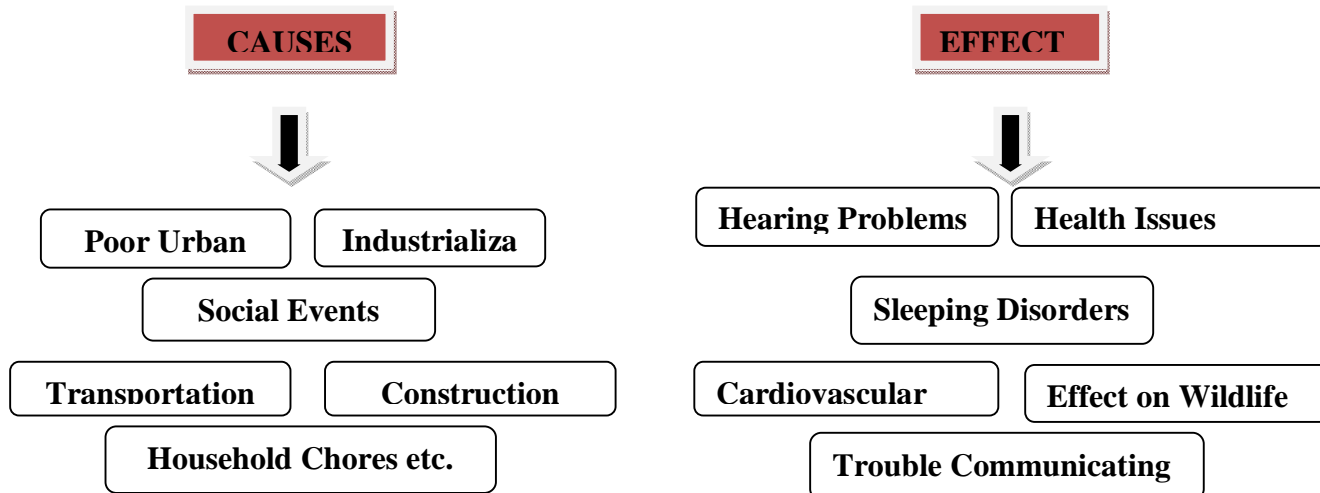 CAUSES
Poor Urban
Industrializa
Social Events
Transportation
Construction
Household Chores etc.
EFFECT
Hearing Problems
Health Issues
Sleeping Disorders
Cardiovascular
Effect on Wildlife
Trouble Communicating